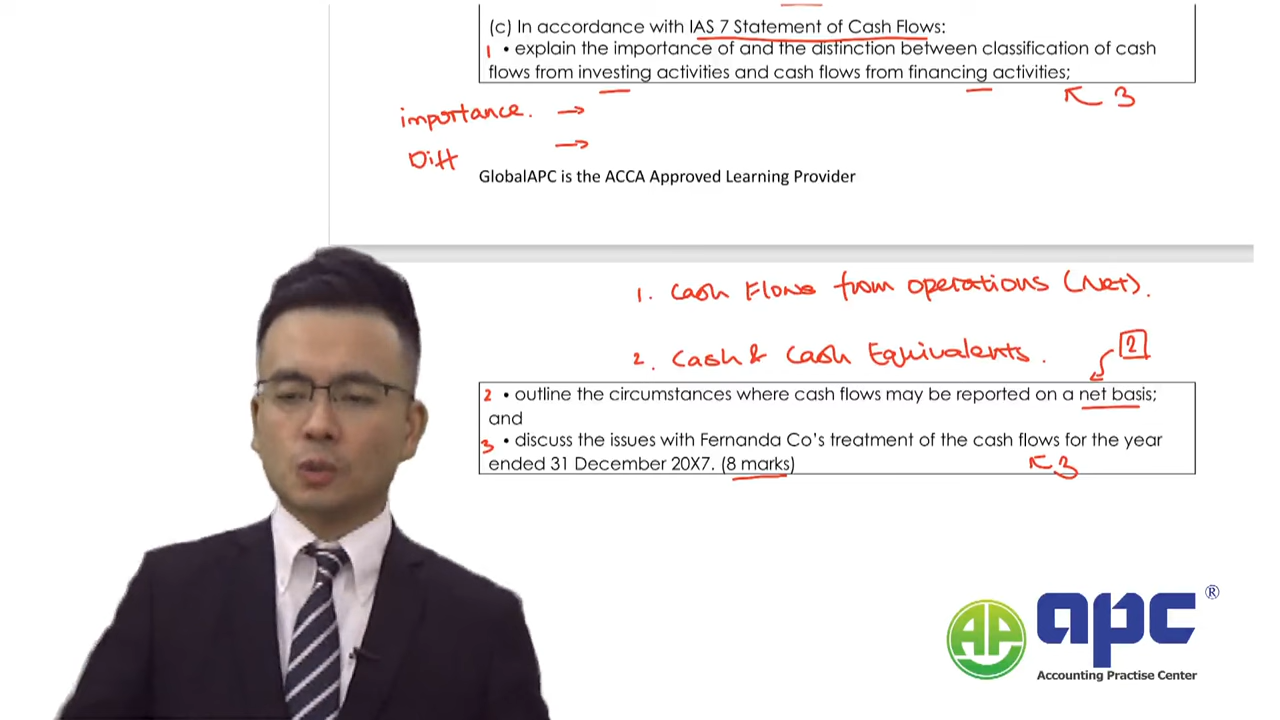 (c) In accordance with IAS 7 Statement of Cash Flows:
1 • explain the importance of and the distinction between classification of cash
flows from investing activities and cash flows from financing activities;
3
importance. →
Diff →
GlobalAPC is the ACCA Approved Learning Provider
1. Cash Flows from operations (Net).
2. Cash & Cash Equivalents.
2
2 • outline the circumstances where cash flows may be reported on a net basis;
and
3 • discuss the issues with Fernanda Co's treatment of the cash flows for the year
ended 31 December 20X7. (8 marks)
3
AP apc ®
Accounting Practise Center